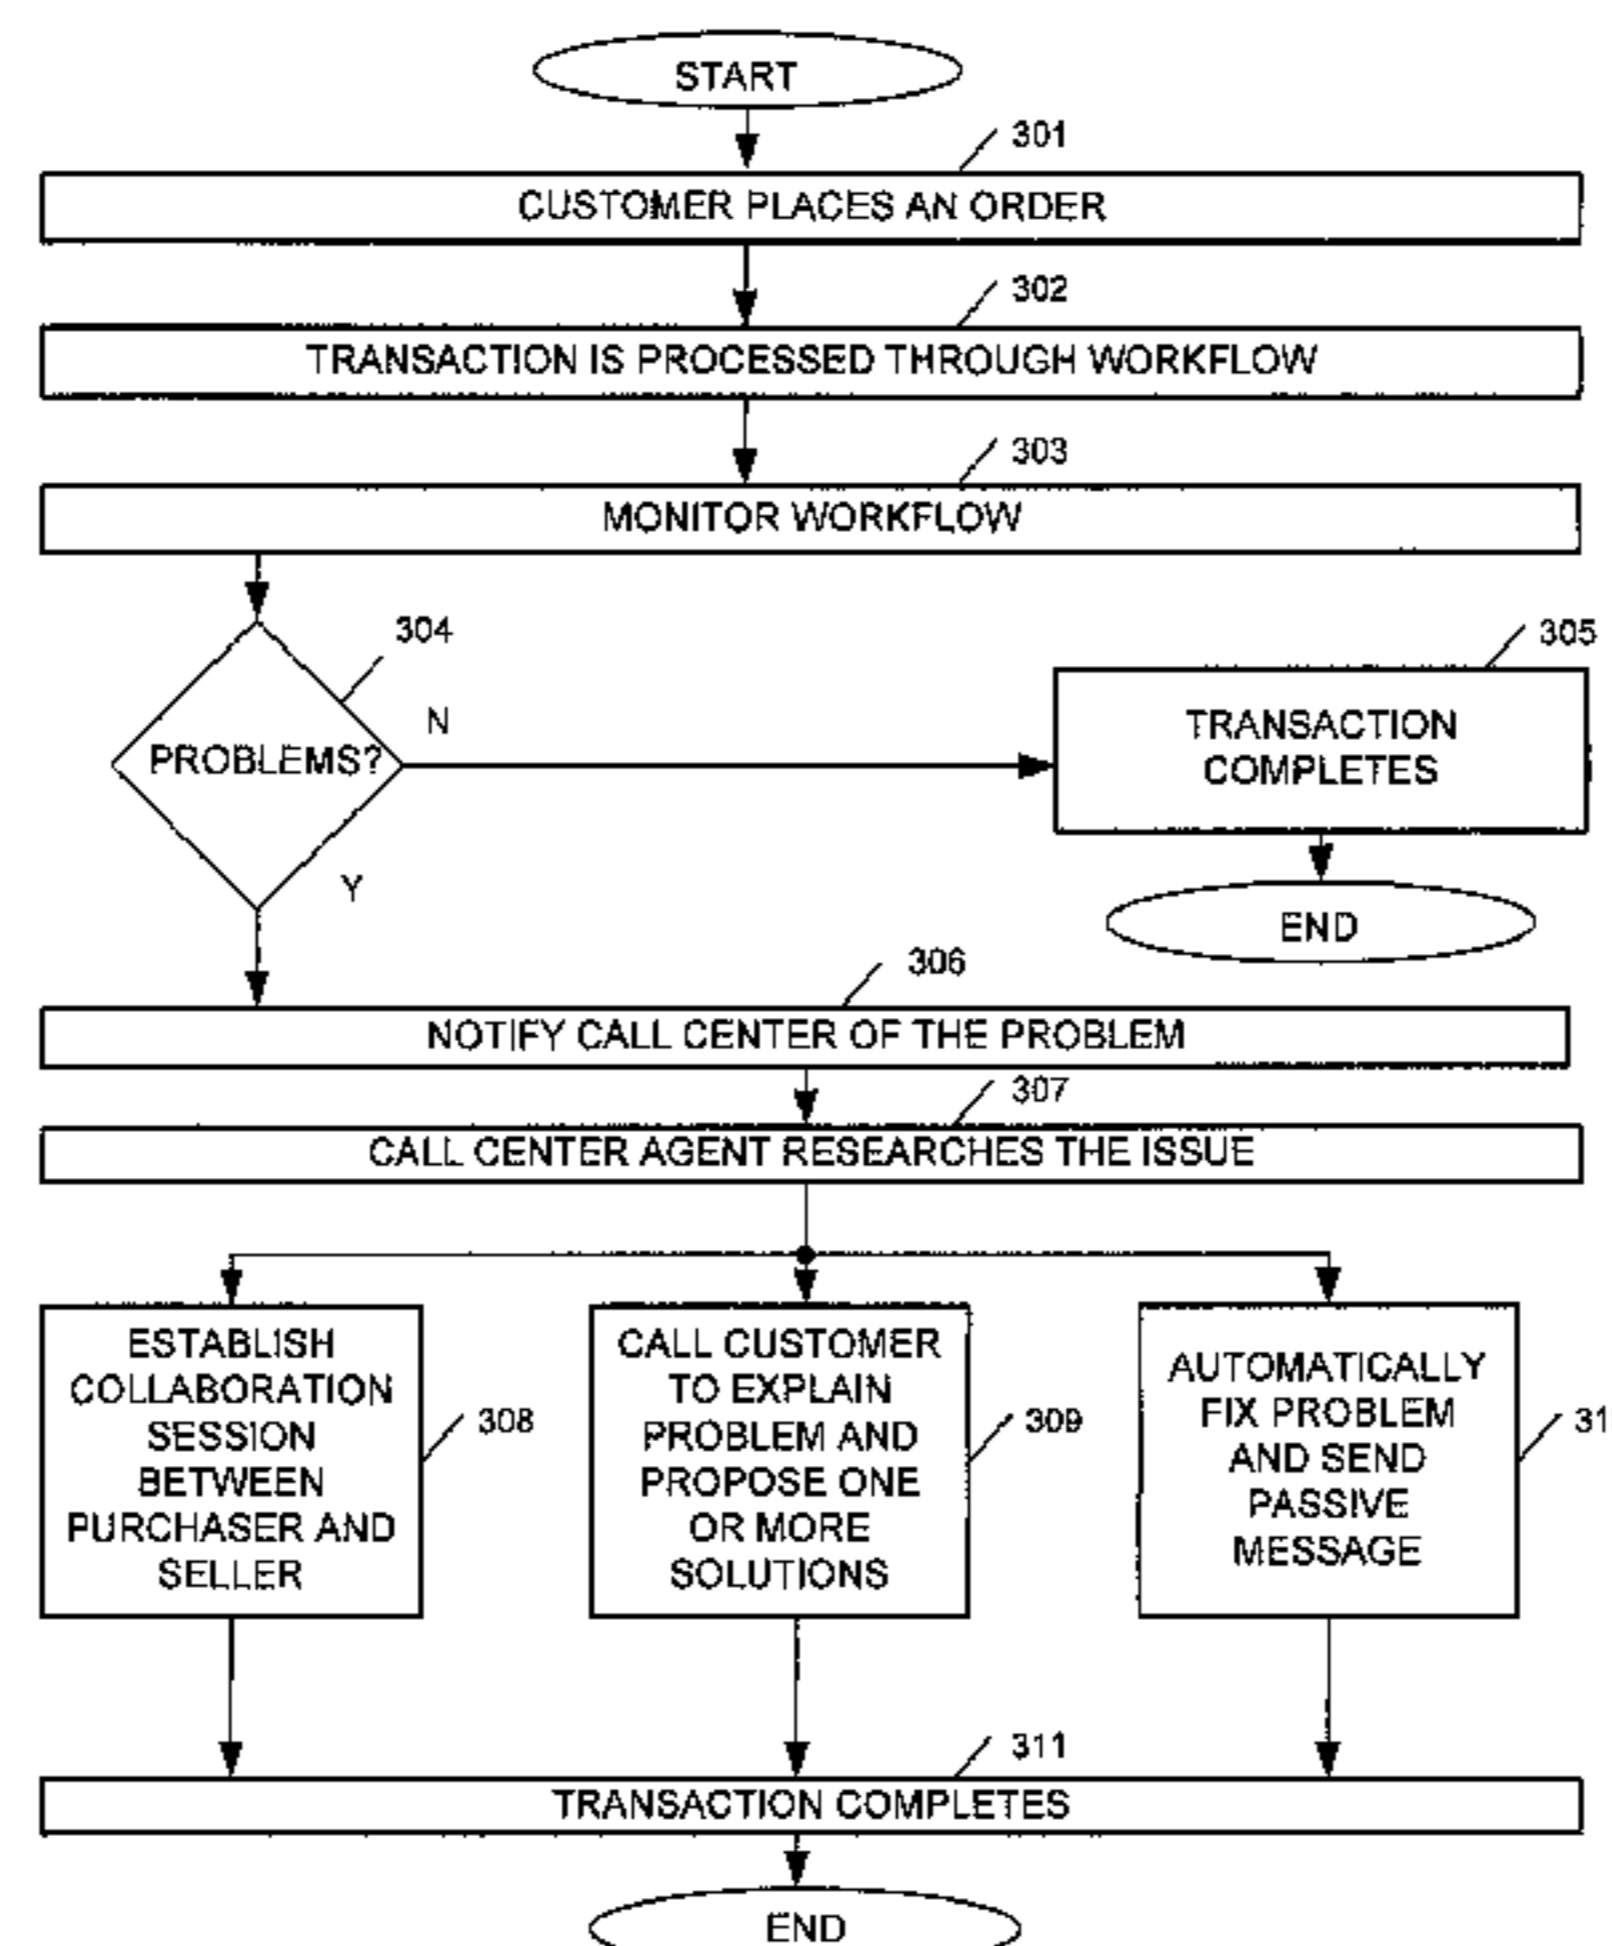 START
301
CUSTOMER PLACES AN ORDER
302
TRANSACTION IS PROCESSED THROUGH WORKFLOW
303
MONITOR WORKFLOW
304
PROBLEMS?
N
Y
305
TRANSACTION
COMPLETES
END
306
NOTIFY CALL CENTER OF THE PROBLEM
307
CALL CENTER AGENT RESEARCHES THE ISSUE
ESTABLISH
COLLABORATION
SESSION
BETWEEN
PURCHASER AND
SELLER
308
CALL CUSTOMER
TO EXPLAIN
PROBLEM AND
PROPOSE ONE
OR MORE
SOLUTIONS
309
AUTOMATICALLY
FIX PROBLEM
AND SEND
PASSIVE
MESSAGE
31
311
TRANSACTION COMPLETES
END